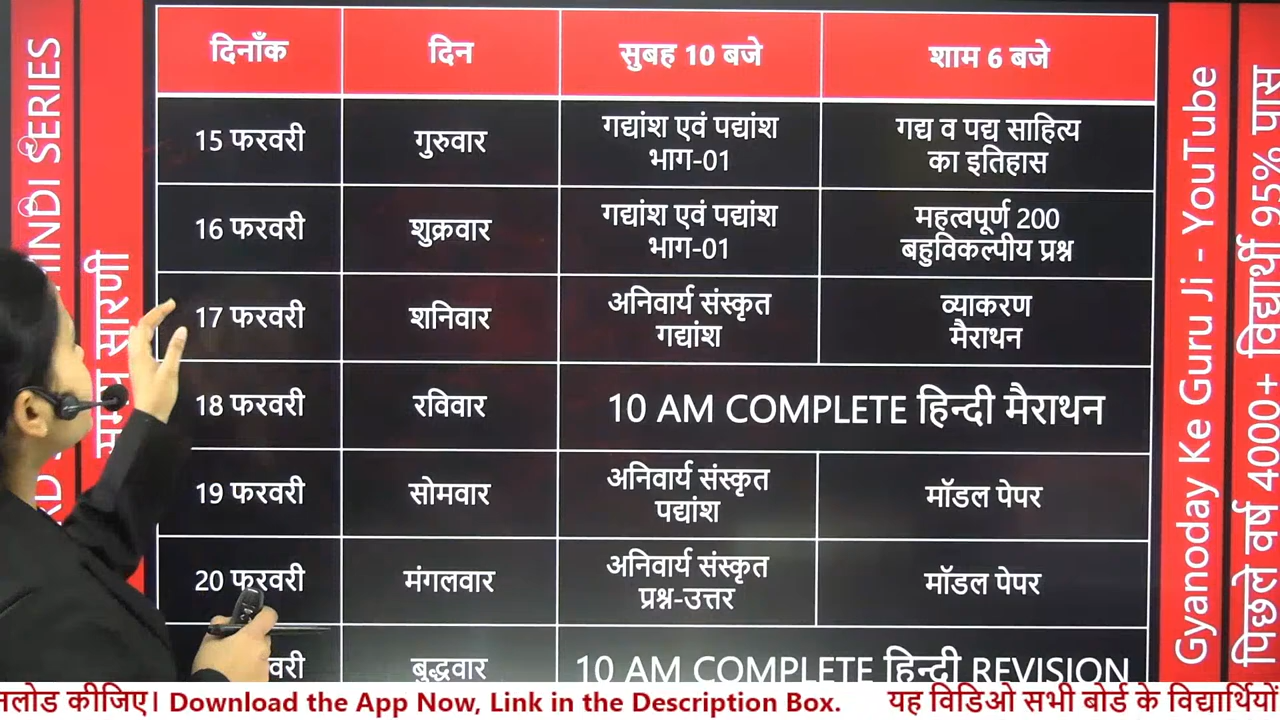 दिनाँक
दिन
सुबह 10 बजे
शाम 6 बजे
15 फरवरी
गुरुवार
गद्यांश एवं पद्यांश
भाग-01
गद्य व पद्य साहित्य
का इतिहास
16 फरवरी
शुक्रवार
गद्यांश एवं पद्यांश
भाग-01
महत्वपूर्ण 200
बहुविकल्पीय प्रश्न
17 फरवरी
शनिवार
अनिवार्य संस्कृत
गद्यांश
व्याकरण
मैराथन
18 फरवरी
रविवार
10 AM COMPLETE हिन्दी मैराथन
19 फरवरी
सोमवार
अनिवार्य संस्कृत
पद्यांश
मॉडल पेपर
20 फरवरी
मंगलवार
अनिवार्य संस्कृत
प्रश्न-उत्तर
मॉडल पेपर
बुद्धवार
10 AM COMPLETE हिन्दी REVISION
HINDI SERIES
सारणी
Gyanoday Ke Guru Ji - YouTube
पिछले वर्ष 4000+ विद्यार्थी 95% पास
कीजिए। Download the App Now, Link in the Description Box. यह विडिओ सभी बोर्ड के विद्यार्थियों